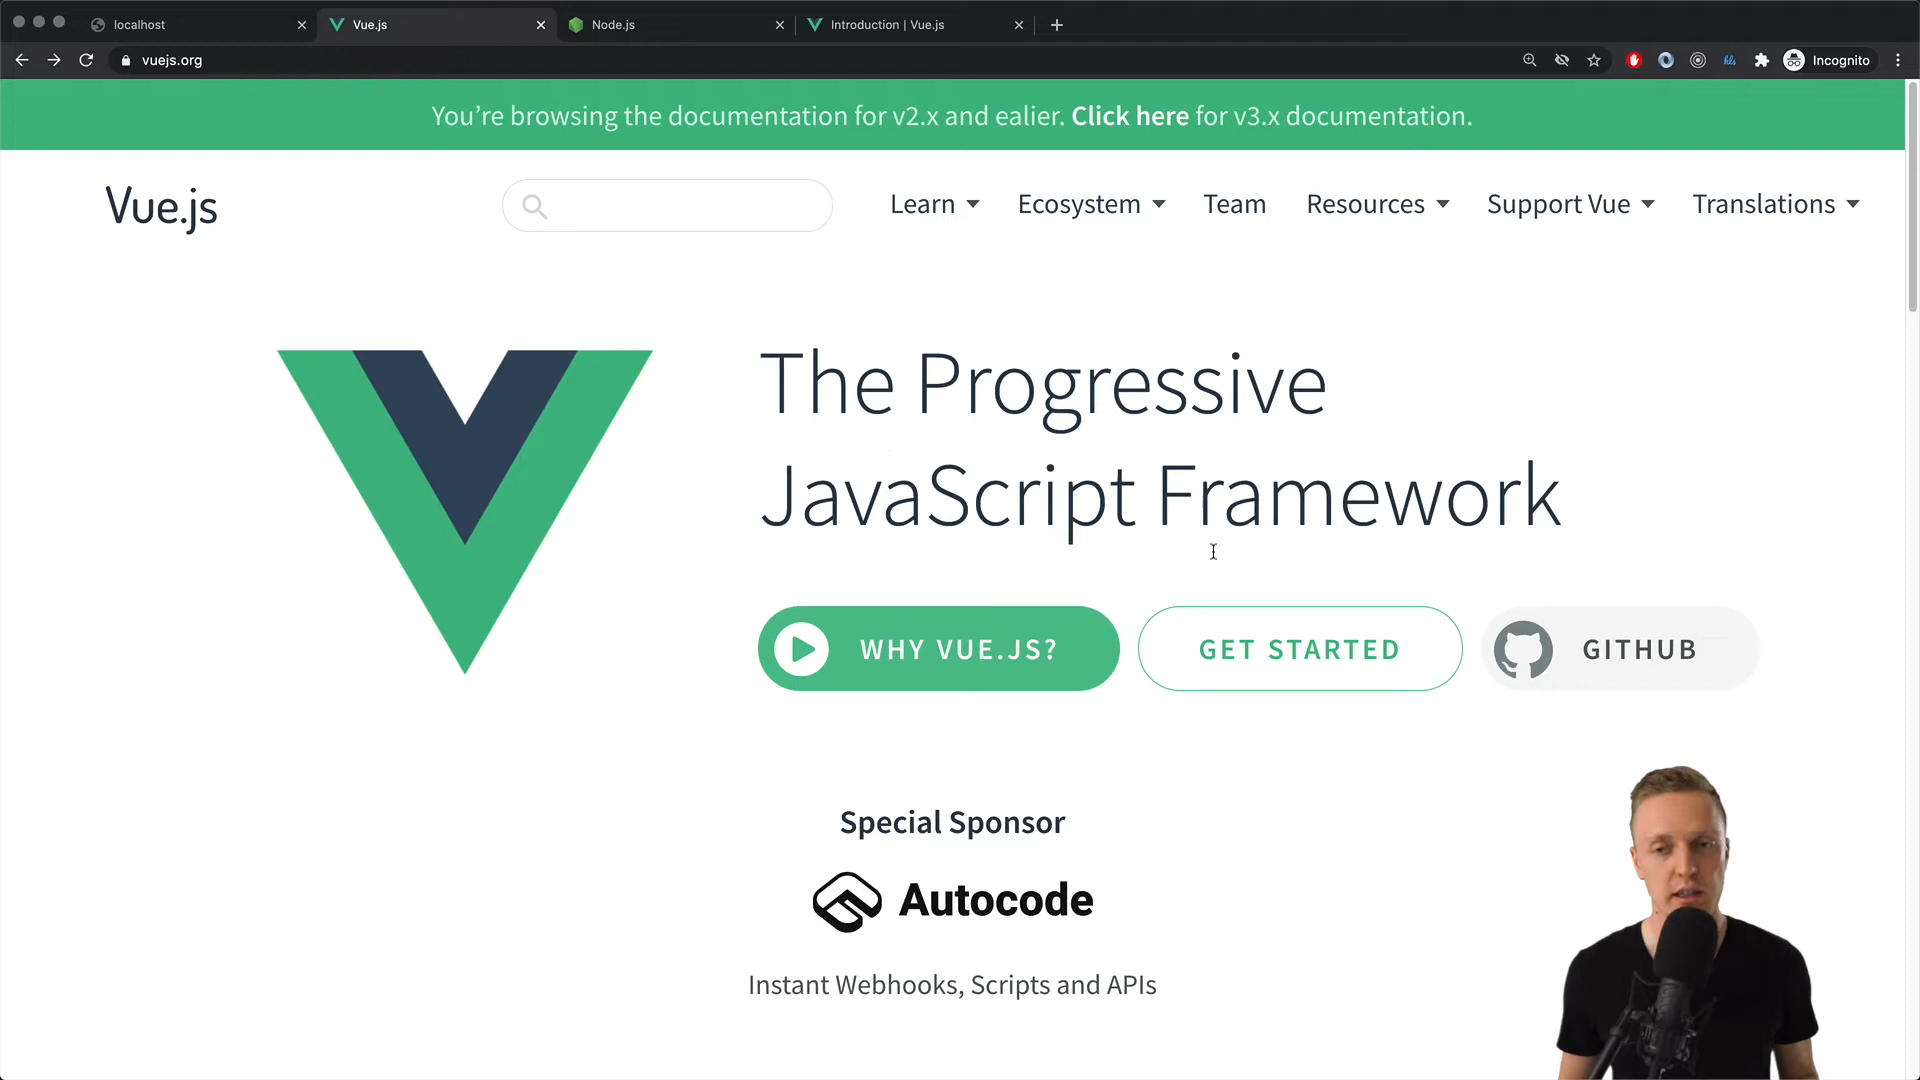 localhost
Vue.js
Node.js
Introduction | Vue.js
vuejs.org
hls
Incognito
You’re browsing the documentation for v2.x and ealier. Click here for v3.x documentation.
Vue.js
Learn
Ecosystem
Team
Resources
Support Vue
Translations
The Progressive
JavaScript Framework
WHY VUE.JS?
GET STARTED
GITHUB
Special Sponsor
Autocode
Instant Webhooks, Scripts and APIs